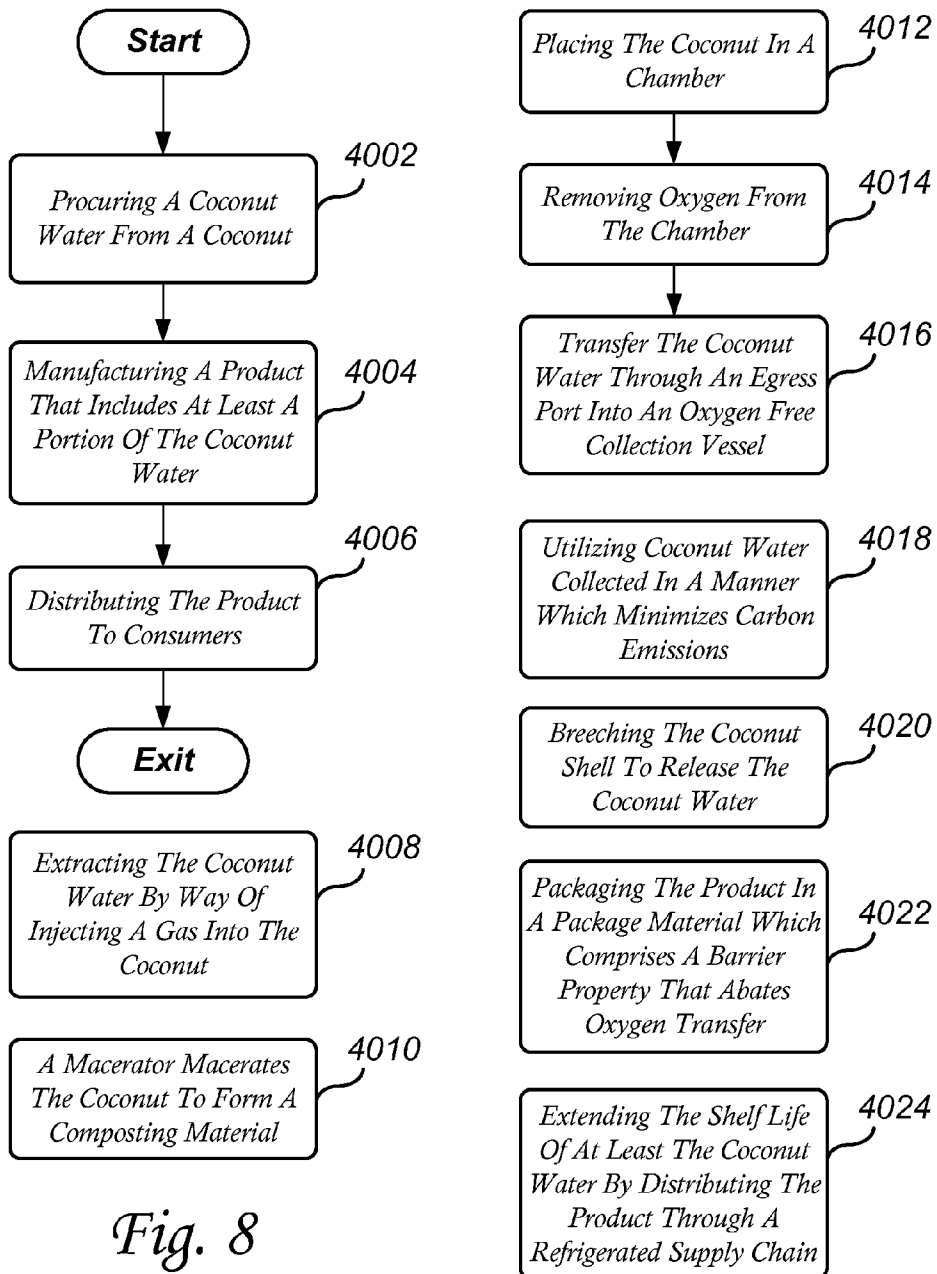 Start
4002
Procuring A Coconut
Water From A Coconut
4004
Manufacturing A Product
That Includes At Least A
Portion Of The Coconut
Water
4006
Distributing The Product
To Consumers
Exit
4008
Extracting The Coconut
Water By Way Of
Injecting A Gas Into The
Coconut
4010
A Macerator Macerates
The Coconut To Form A
Composting Material
Fig. 8
4012
Placing The Coconut In A
Chamber
4014
Removing Oxygen From
The Chamber
4016
Transfer The Coconut
Water Through An Egress
Port Into An Oxygen Free
Collection Vessel
4018
Utilizing Coconut Water
Collected In A Manner
Which Minimizes Carbon
Emissions
4020
Breeching The Coconut
Shell To Release The
Coconut Water
4022
Packaging The Product In
A Package Material Which
Comprises A Barrier
Property That Abates
Oxygen Transfer
4024
Extending The Shelf Life
Of At Least The Coconut
Water By Distributing The
Product Through A
Refrigerated Supply Chain